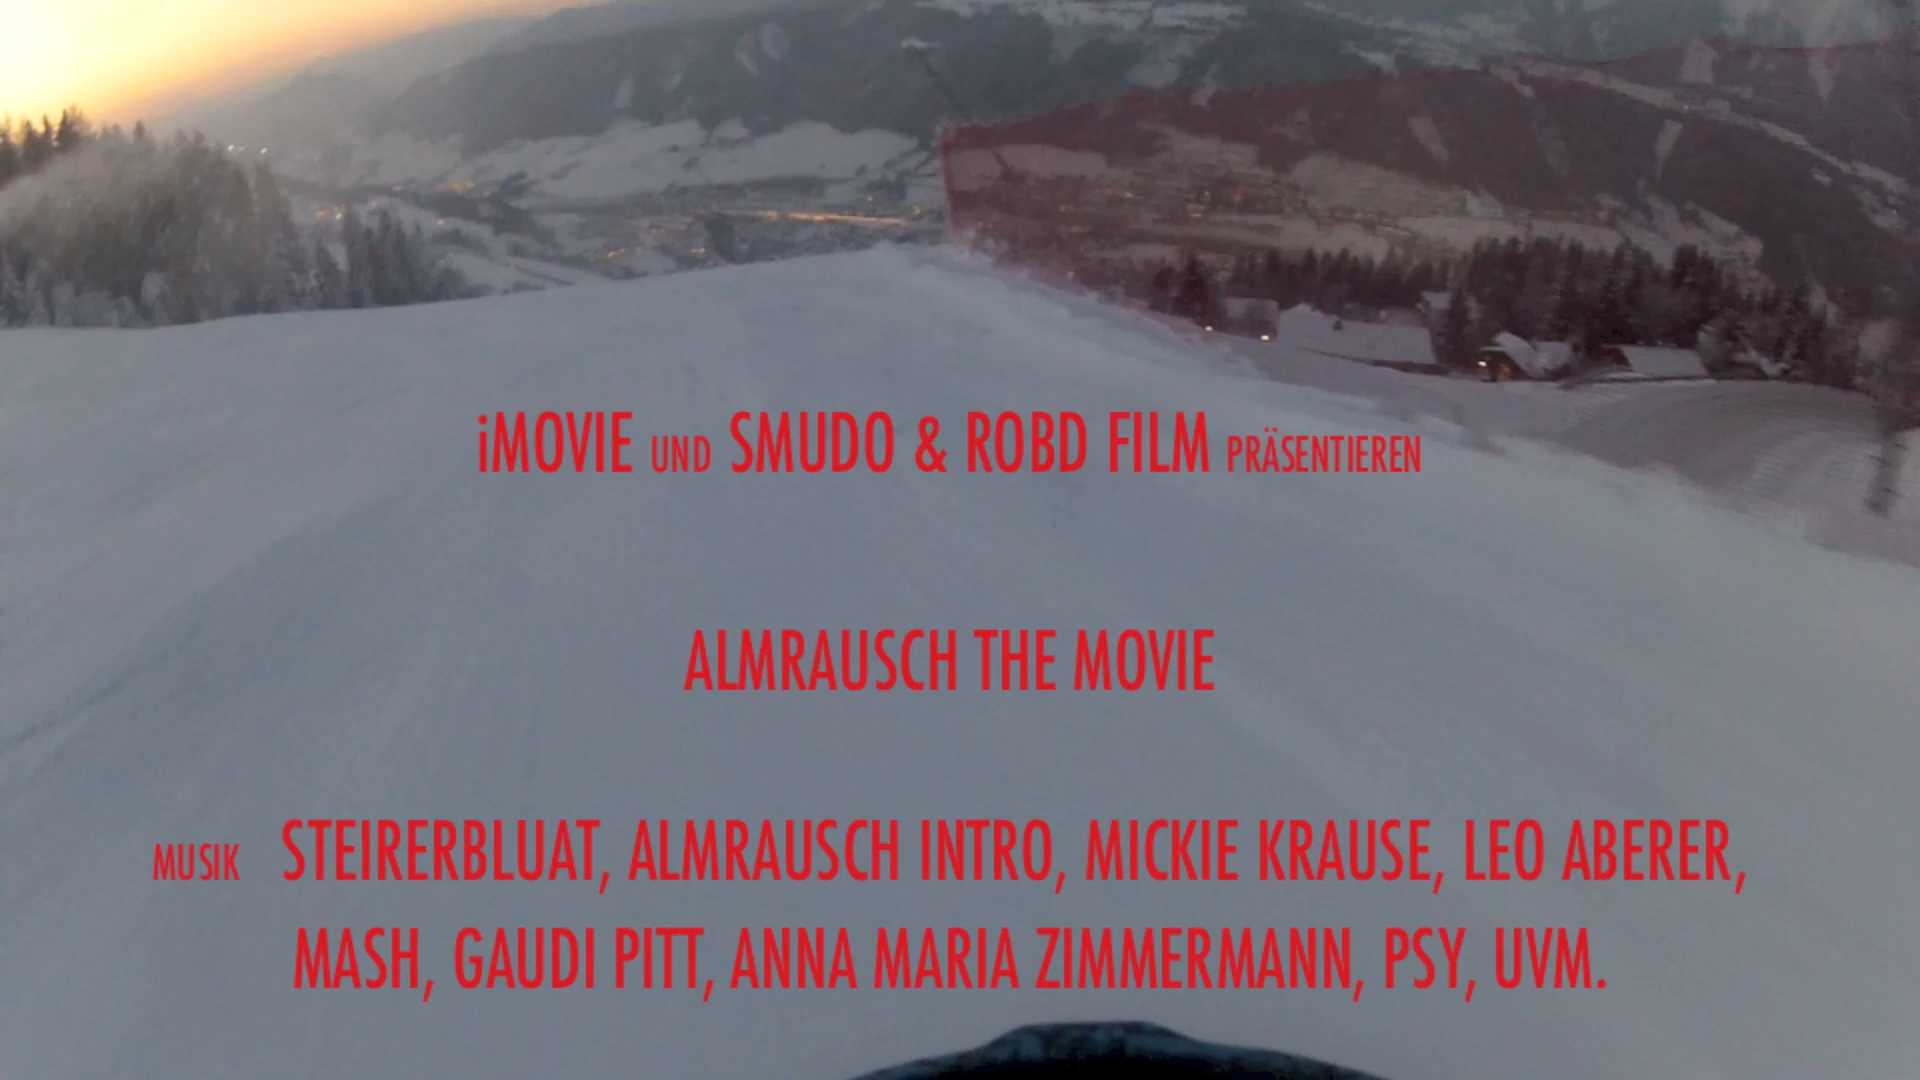 iMOVIE UND SMUDO & ROBD FILM PRÄSENTIEREN
ALMRAUSCH THE MOVIE
MUSIK STEIRERBLUAT, ALMRAUSCH INTRO, MICKIE KRAUSE, LEO ABERER,
MASH, GAUDI PITT, ANNA MARIA ZIMMERMANN, PSY, UVM.